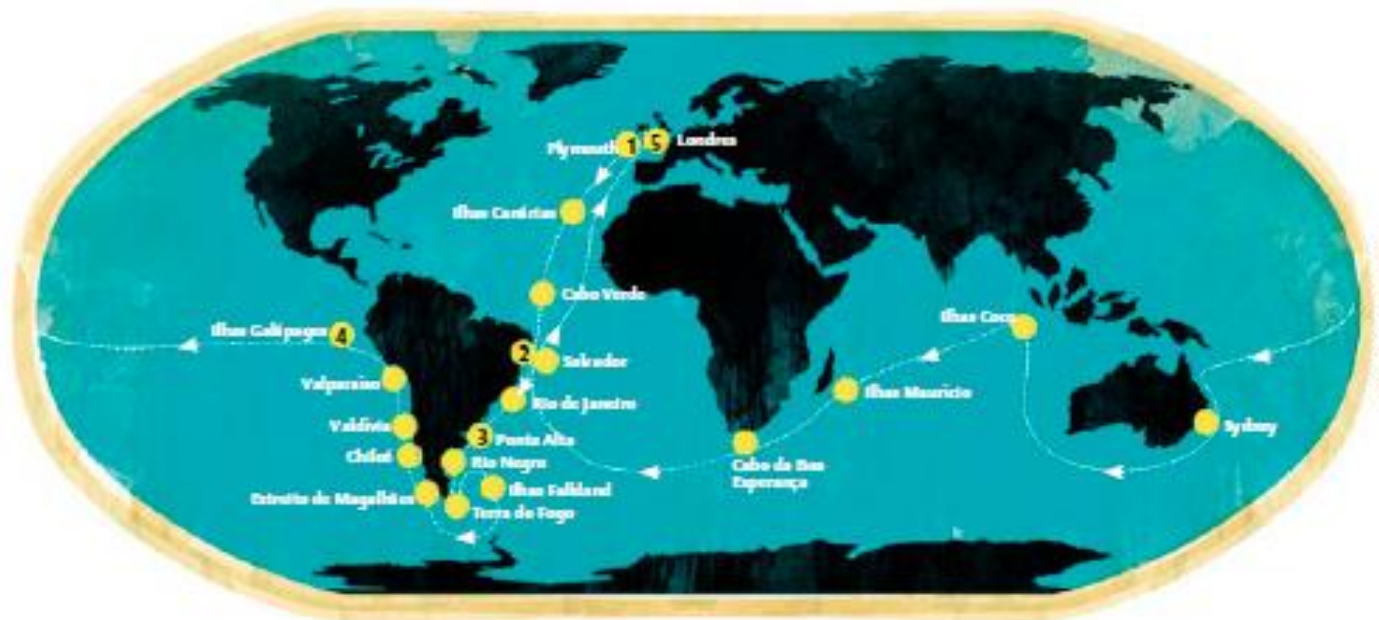 Plymouth 1 5 Londres
Ilhas Canárias
Cabo Verde
Ilhas Galápagos 4
2 Salvador
Ilhas Coco
Valparaíso
Rio de Janeiro
Ilhas Maurício
Valdívia
3 Ponta Alta
Sydney
Chiloé
Rio Negro
Cabo da Boa
Esperança
Estreito de Magalhães
Ilhas Falkland
Terra do Fogo